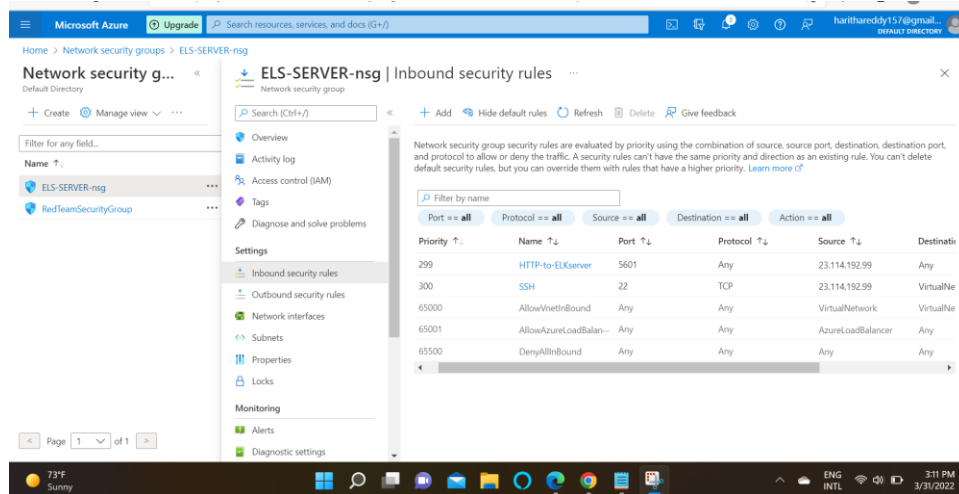 Microsoft Azure
Upgrade
Search resources, services, and docs (G+/)
harithareddy157@gmail...
DEFAULT DIRECTORY
Home > Network security groups > ELS-SERVER-nsg
Network security g...
Default Directory
Create Manage view ...
Filter for any field...
Name ↑↓
ELS-SERVER-nsg ...
RedTeamSecurityGroup ...
< Page 1 of 1 >
ELS-SERVER-nsg | Inbound security rules ...
Network security group
Search (Ctrl+/)
Overview
Activity log
Access control (IAM)
Tags
Diagnose and solve problems
Settings
Inbound security rules
Outbound security rules
Network interfaces
Subnets
Properties
Locks
Monitoring
Alerts
Diagnostic settings
Add Hide default rules Refresh Delete Give feedback
Network security group security rules are evaluated by priority using the combination of source, source port, destination, destination port,
and protocol to allow or deny the traffic. A security rules can't have the same priority and direction as an existing rule. You can't delete
default security rules, but you can override them with rules that have a higher priority. Learn more
Filter by name
Port == all Protocol == all Source == all Destination == all Action == all
Priority ↑↓ Name ↑↓ Port ↑↓ Protocol ↑↓ Source ↑↓ Destinatic
299 HTTP-to-ELKserver 5601 Any 23.114.192.99 Any
300 SSH 22 TCP 23.114.192.99 VirtualNe
65000 AllowVnetInBound Any Any VirtualNetwork VirtualNe
65001 AllowAzureLoadBalan... Any Any AzureLoadBalancer Any
65500 DenyAllInBound Any Any Any Any
73°F
Sunny
ENG
INTL
3:11 PM
3/31/2022